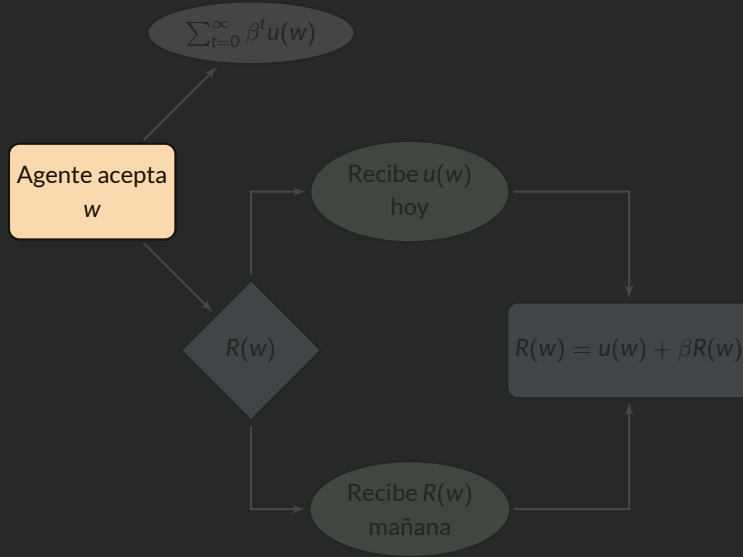 ∑_{t=0}^{∞} β^t u(w)
Agente acepta
w
Recibe u(w)
hoy
R(w)
R(w) = u(w) + βR(w)
Recibe R(w)
mañana